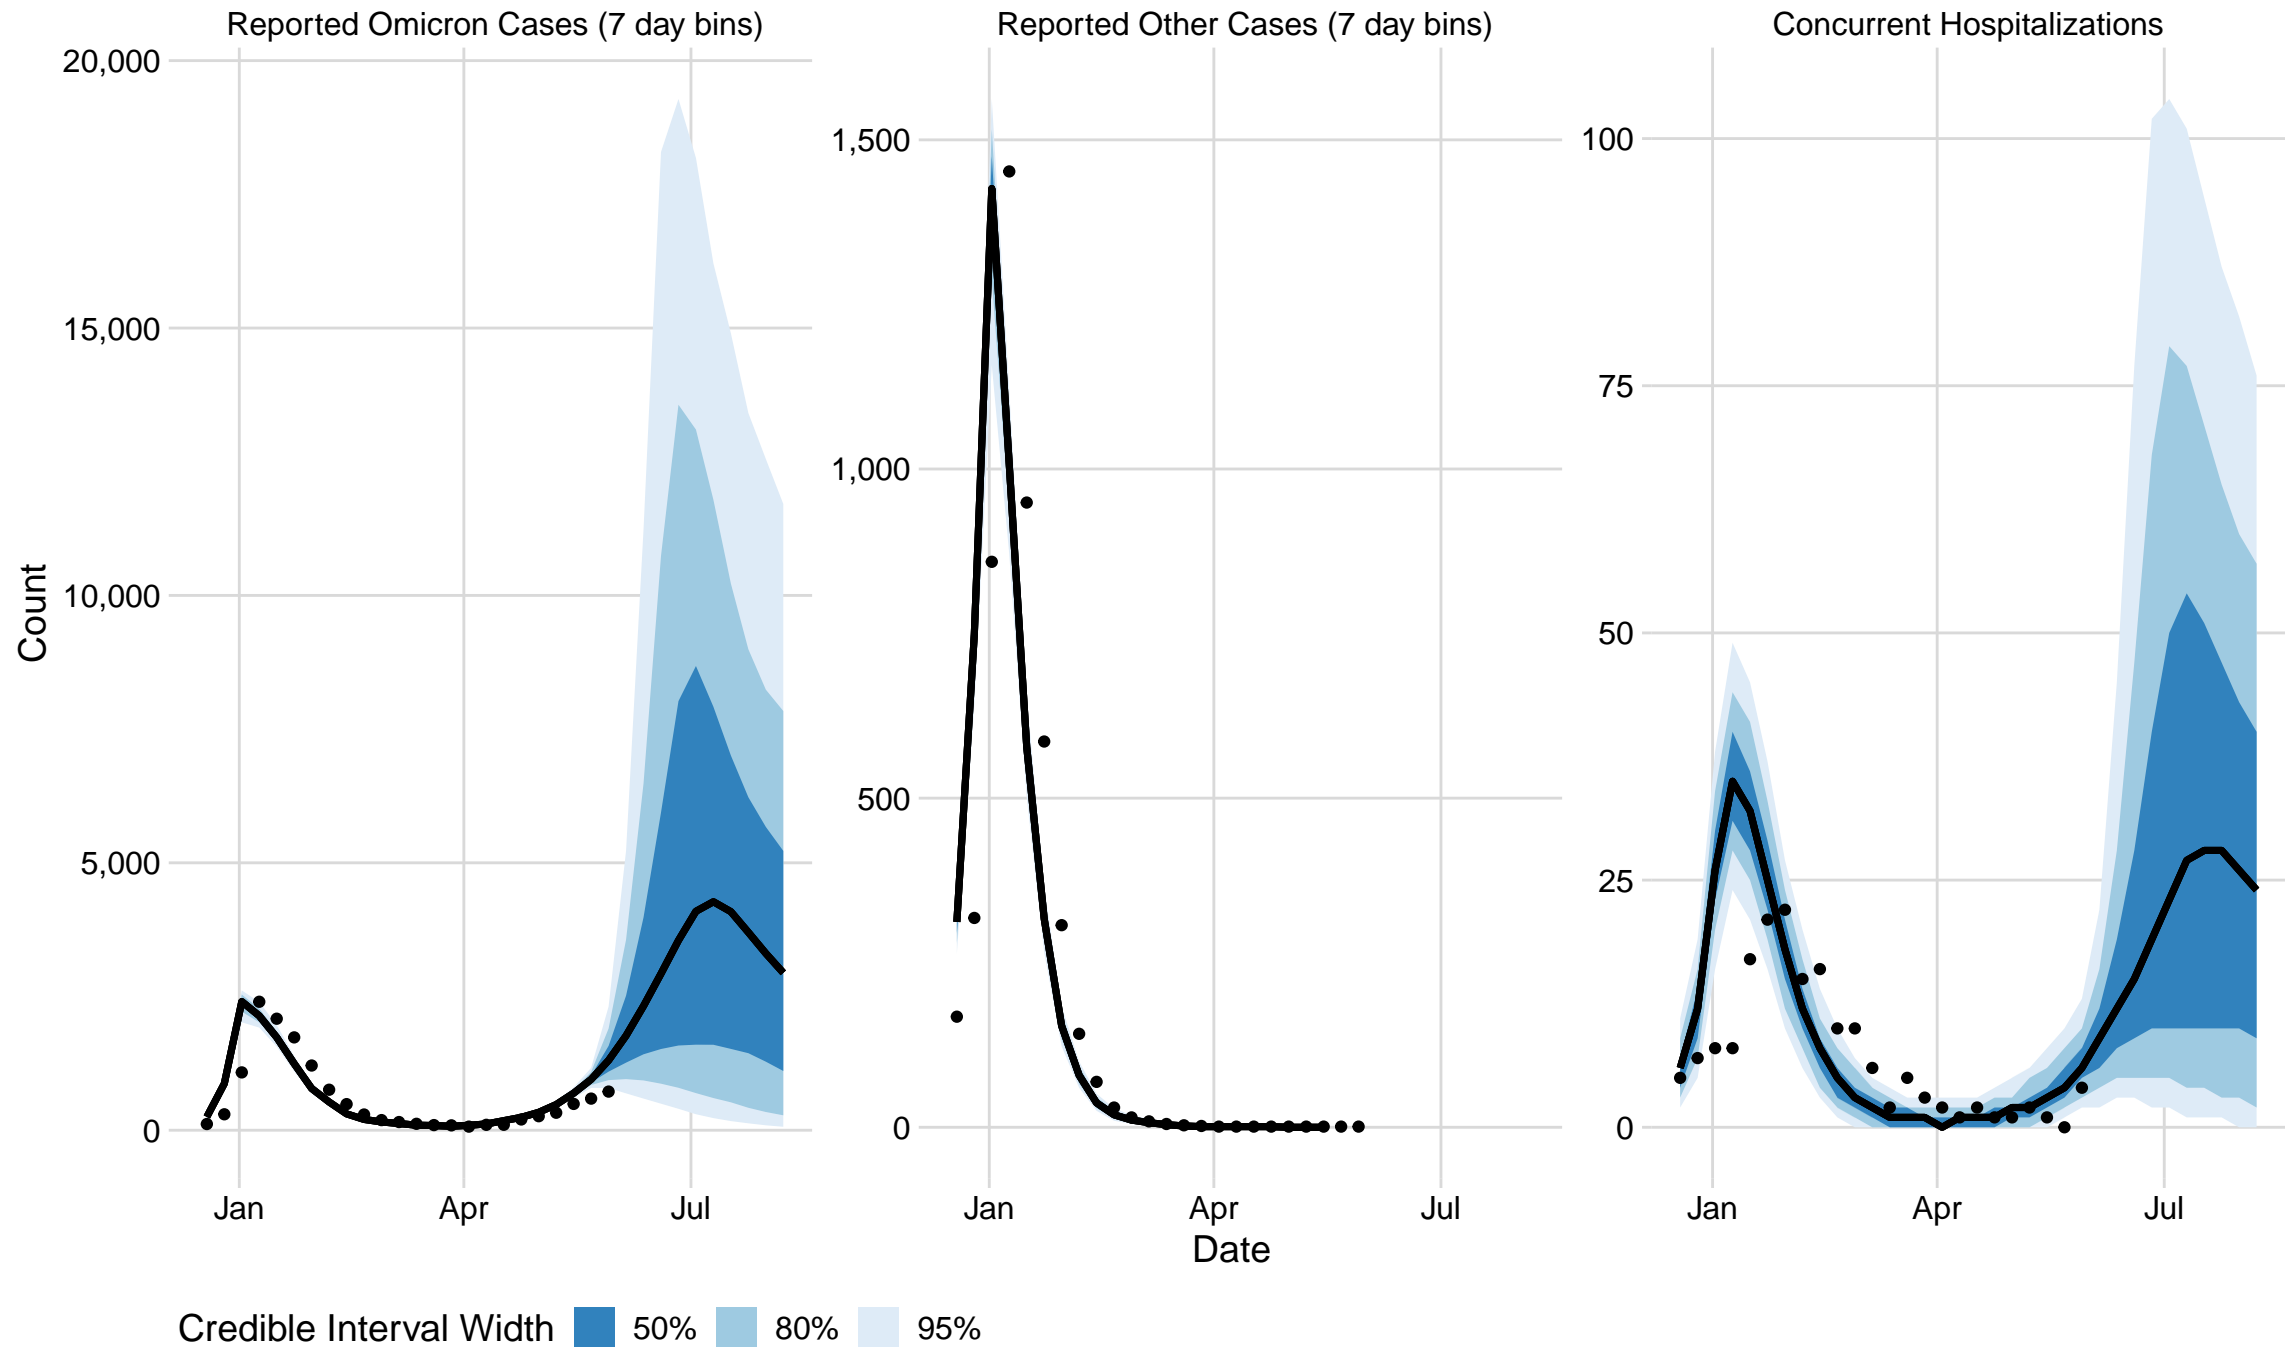 Reported Omicron Cases (7 day bins)
Reported Other Cases (7 day bins)
Concurrent Hospitalizations
Count
20,000
15,000
10,000
5,000
0
1,500
1,000
500
0
100
75
50
25
0
Jan
Apr
Jul
Jan
Apr
Jul
Jan
Apr
Jul
Date
Credible Interval Width 50% 80% 95%